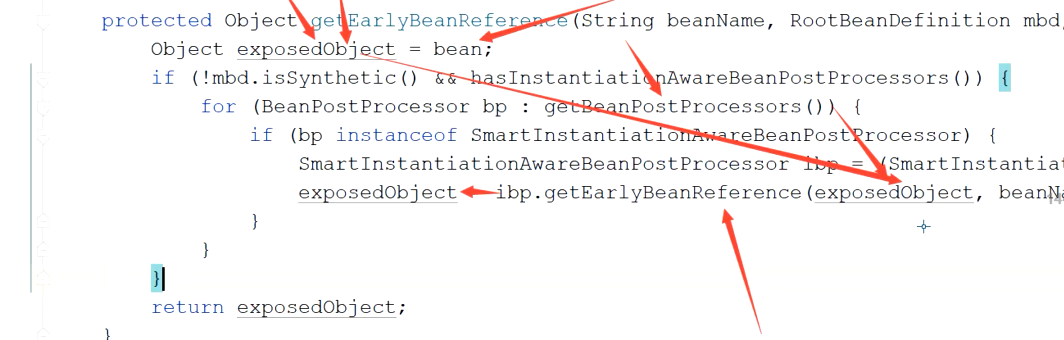 protected Object getEarlyBeanReference(String beanName, RootBeanDefinition mbd,
Object exposedObject = bean;
if (!mbd.isSynthetic() && hasInstantiationAwareBeanPostProcessors()) {
for (BeanPostProcessor bp : getBeanPostProcessors()) {
if (bp instanceof SmartInstantiationAwareBeanPostProcessor) {
SmartInstantiationAwareBeanPostProcessor ibp = (SmartInstantiat
exposedObject ibp.getEarlyBeanReference(exposedObject, beanN
}
}
}
return exposedObject;
}